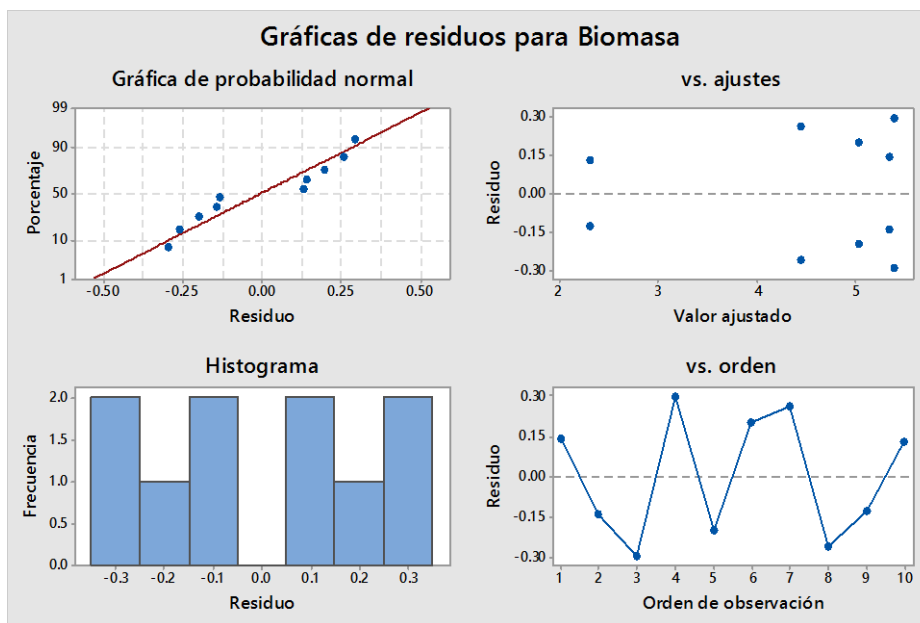 Gráficas de residuos para Biomasa
Gráfica de probabilidad normal
99
90
50
10
1
Porcentaje
-0.50 -0.25 0.00 0.25 0.50
Residuo
vs. ajustes
0.30
0.15
0.00
-0.15
-0.30
Residuo
2 3 4 5
Valor ajustado
Histograma
2.0
1.5
1.0
0.5
0.0
Frecuencia
-0.3 -0.2 -0.1 0.0 0.1 0.2 0.3
Residuo
vs. orden
0.30
0.15
0.00
-0.15
-0.30
Residuo
1 2 3 4 5 6 7 8 9 10
Orden de observación